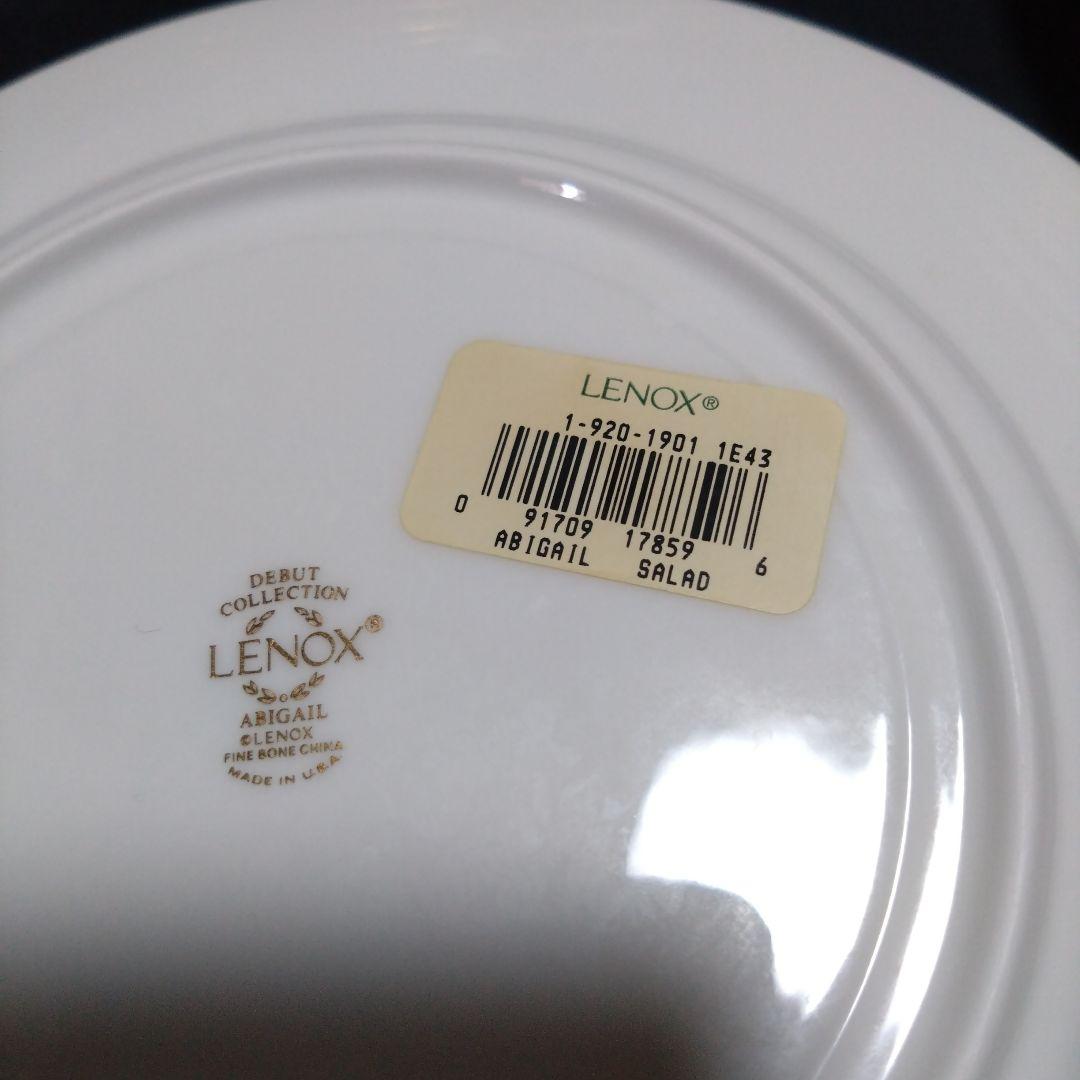 LENOX®
1-920-1901 1E43
0 91709 17859 6
ABIGAIL SALAD
DEBUT
COLLECTION
LENOX®
ABIGAIL
©LENOX
FINE BONE CHINA
MADE IN U.S.A.